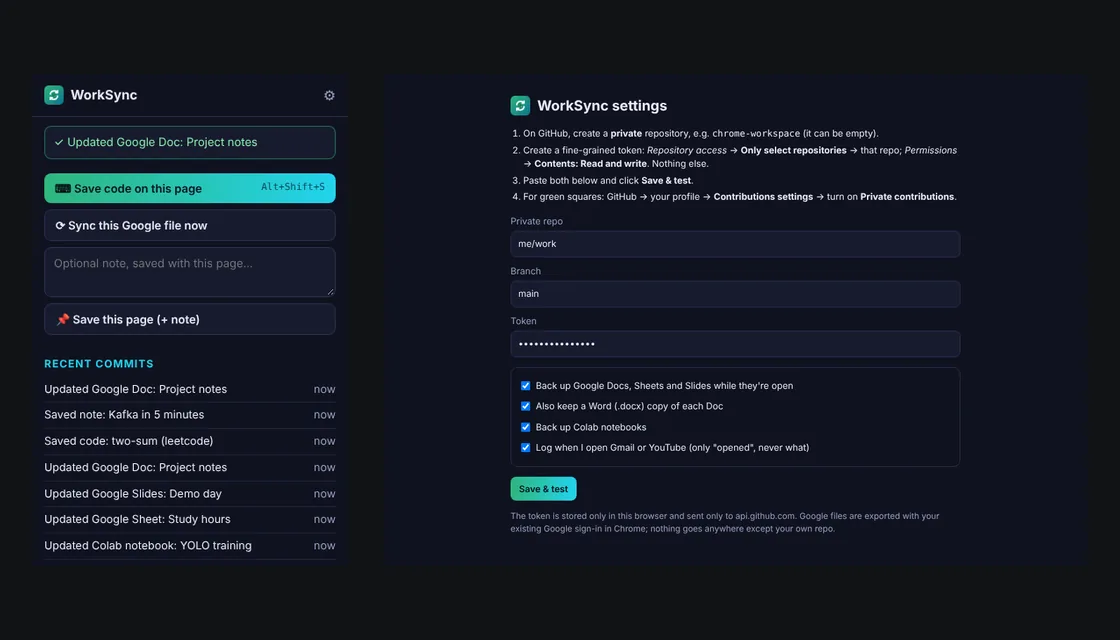 WorkSync
✓ Updated Google Doc: Project notes
Save code on this page Alt+Shift+S
Sync this Google file now
Optional note, saved with this page...
Save this page (+ note)
RECENT COMMITS
Updated Google Doc: Project notes now
Saved note: Kafka in 5 minutes now
Saved code: two-sum (leetcode) now
Updated Google Doc: Project notes now
Updated Google Slides: Demo day now
Updated Google Sheet: Study hours now
Updated Colab notebook: YOLO training now
WorkSync settings
1. On GitHub, create a private repository, e.g. chrome-workspace (it can be empty).
2. Create a fine-grained token: Repository access → Only select repositories → that repo; Permissions
→ Contents: Read and write. Nothing else.
3. Paste both below and click Save & test.
4. For green squares: GitHub → your profile → Contributions settings → turn on Private contributions.
Private repo
me/work
Branch
main
Token
•••••••••••••••
Back up Google Docs, Sheets and Slides while they're open
Also keep a Word (.docx) copy of each Doc
Back up Colab notebooks
Log when I open Gmail or YouTube (only "opened", never what)
Save & test
The token is stored only in this browser and sent only to api.github.com. Google files are exported with your
existing Google sign-in in Chrome; nothing goes anywhere except your own repo.